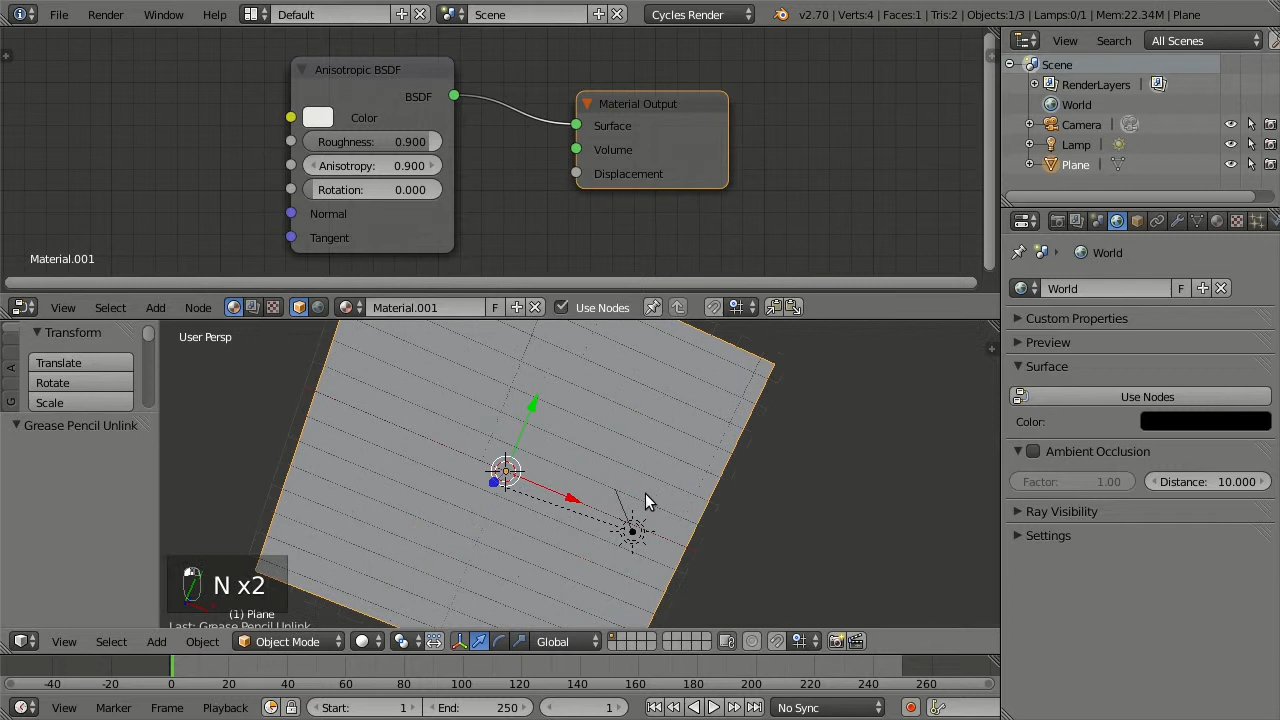 File Render Window Help Default Scene Cycles Render v2.70 | Verts:4 | Faces:1 | Tris:2 | Objects:1/3 | Lamps:0/1 | Mem:22.34M | Plane
Anisotropic BSDF
BSDF
Color
Roughness: 0.900
Anisotropy: 0.900
Rotation: 0.000
Normal
Tangent
Material Output
Surface
Volume
Displacement
Material.001
View Select Add Node Material.001 F Use Nodes
Transform
Translate
Rotate
Scale
A
G
Grease Pencil Unlink
User Persp
N x2
(1) Plane
Last: Grease Pencil Unlink
View Select Add Object Object Mode Global
-40 -20 0 20 40 60 80 100 120 140 160 180 200 220 240 260
View Marker Frame Playback Start: 1 End: 250 1 No Sync
View Search All Scenes
Scene
RenderLayers
World
Camera
Lamp
Plane
World
World F
Custom Properties
Preview
Surface
Use Nodes
Color:
Ambient Occlusion
Factor: 1.00 Distance: 10.000
Ray Visibility
Settings